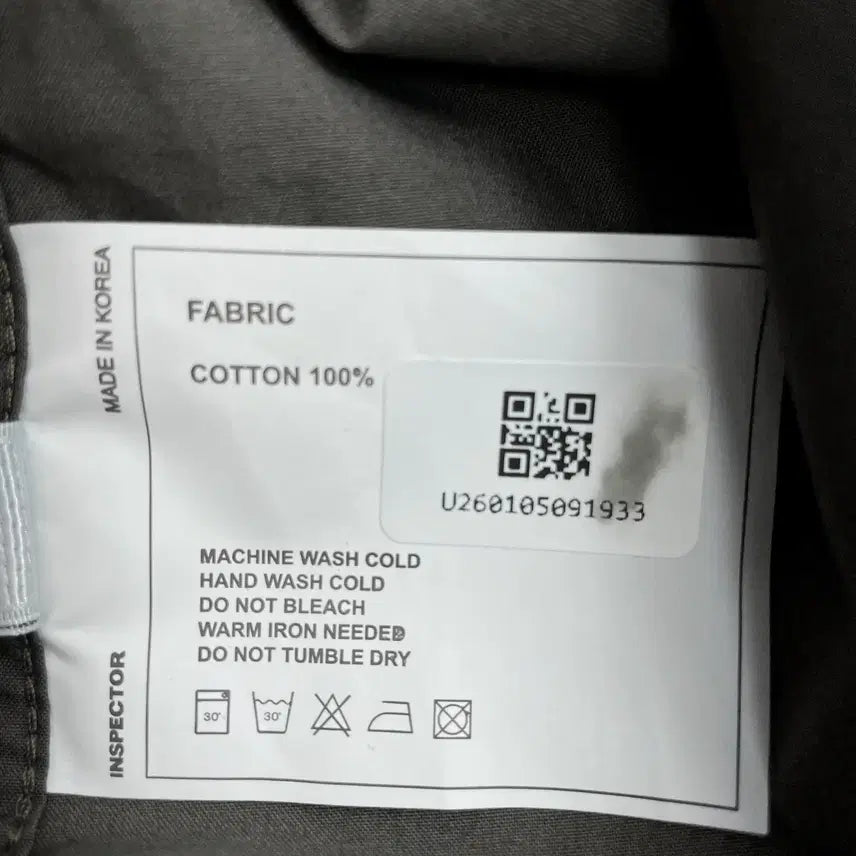 MADE IN KOREA
FABRIC
COTTON 100%
U260105091933
MACHINE WASH COLD
HAND WASH COLD
DO NOT BLEACH
WARM IRON NEEDED
DO NOT TUMBLE DRY
30°
30°
INSPECTOR